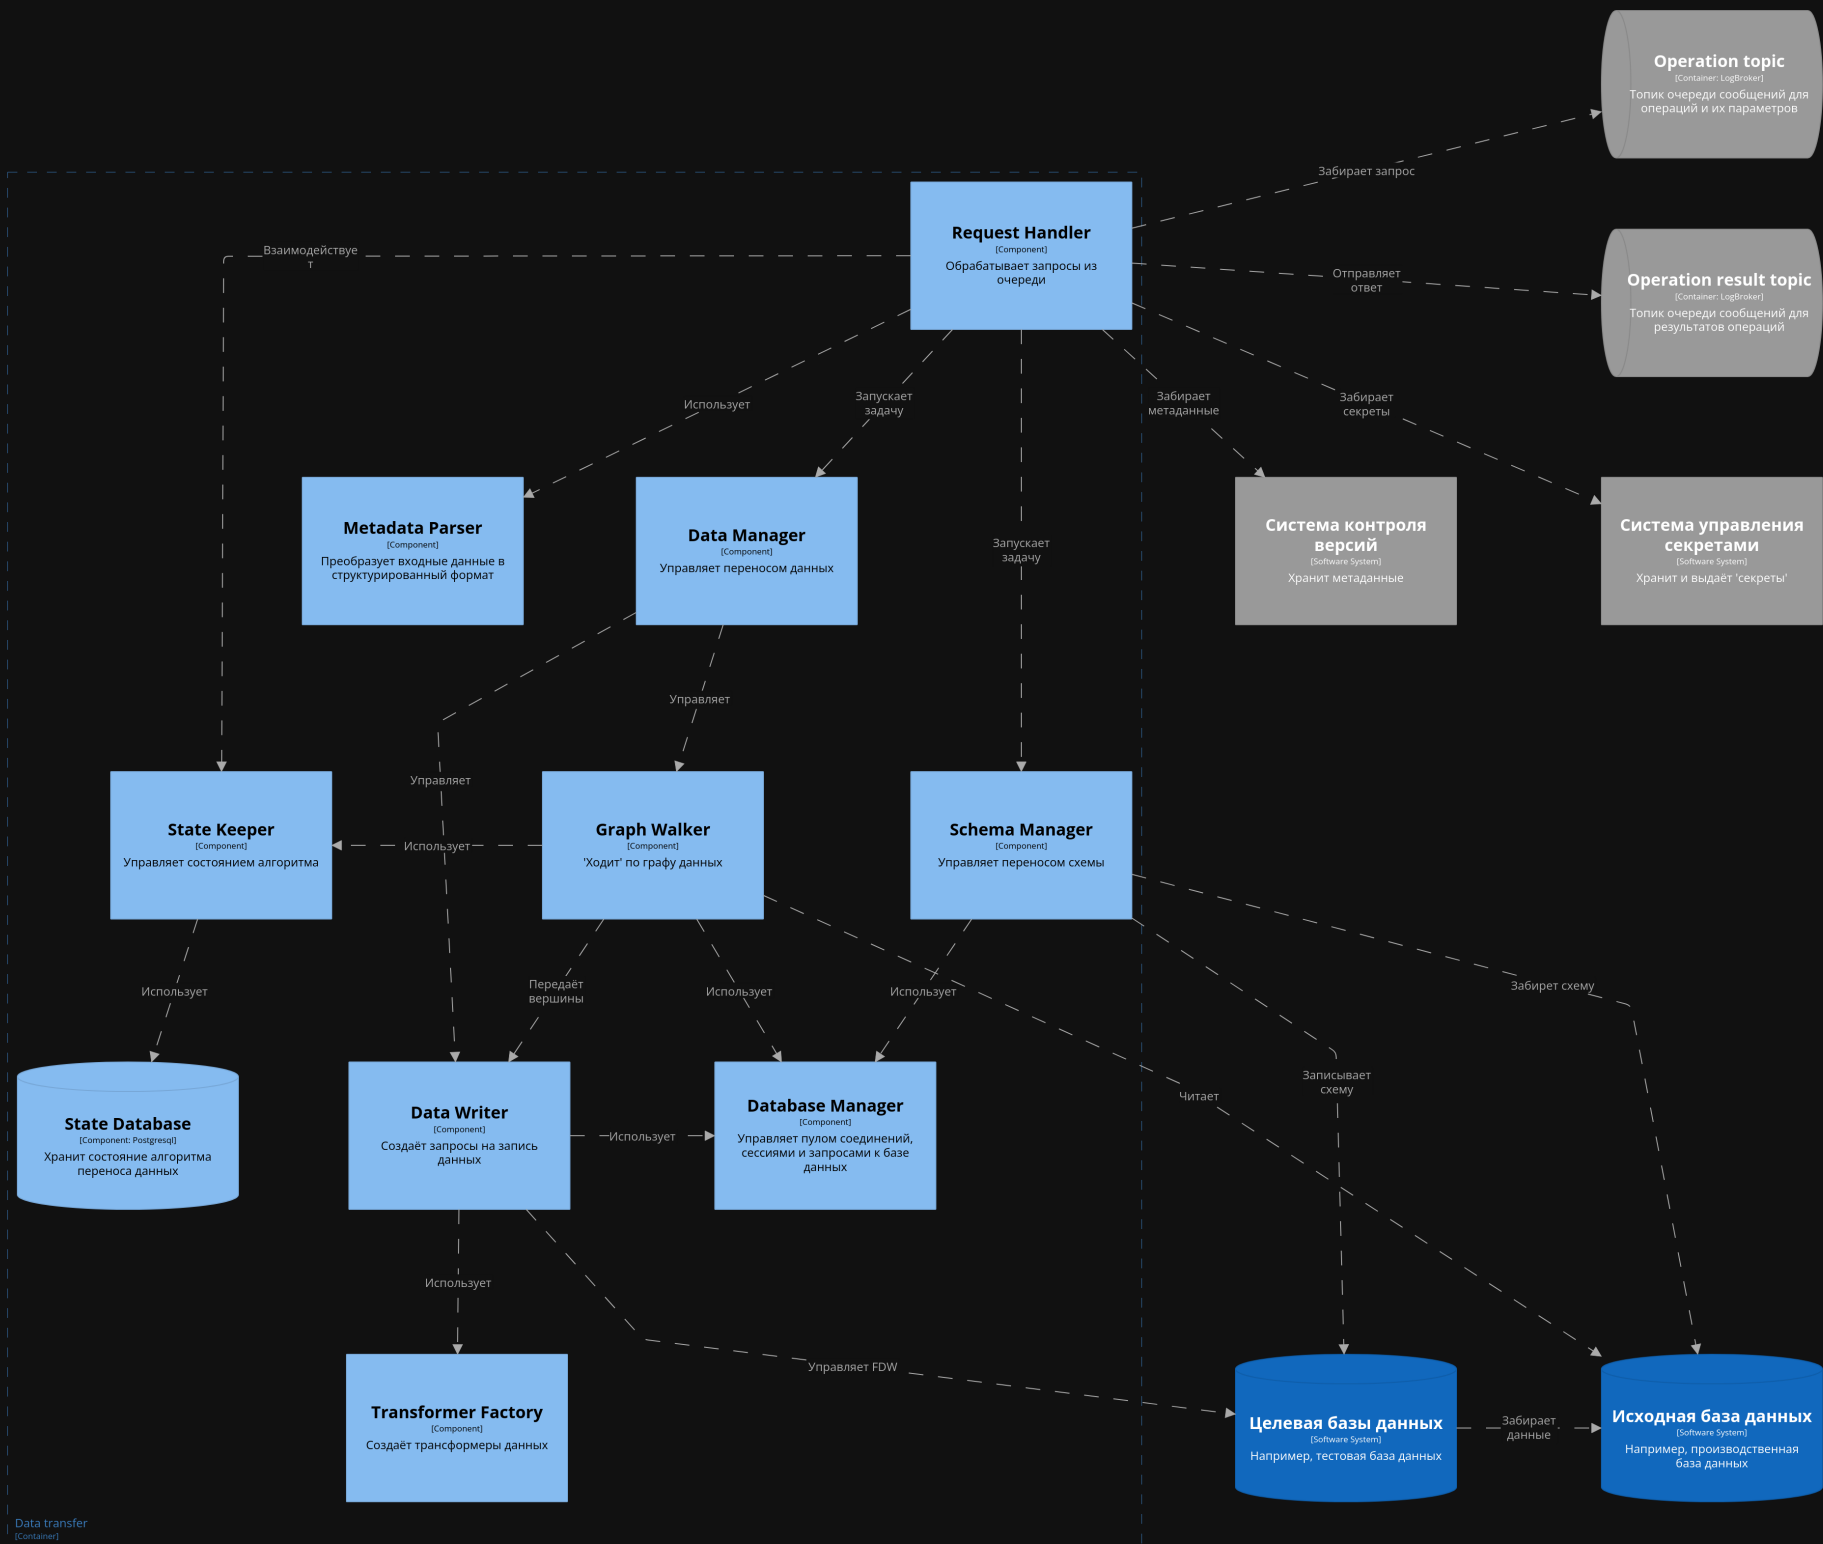 Operation topic
[Container: LogBroker]
Топик очереди сообщений для
операций и их параметров
Забирает запрос
Request Handler
[Component]
Обрабатывает запросы из
очереди
Взаимодействуе
т
Отправляет
ответ
Operation result topic
[Container: LogBroker]
Топик очереди сообщений для
результатов операций
Использует
Запускает
задачу
Забирает
метаданные
Забирает
секреты
Metadata Parser
[Component]
Преобразует входные данные в
структурированный формат
Data Manager
[Component]
Управляет переносом данных
Запускает
задачу
Система контроля
версий
[Software System]
Хранит метаданные
Система управления
секретами
[Software System]
Хранит и выдаёт 'секреты'
Управляет
Управляет
State Keeper
[Component]
Управляет состоянием алгоритма
Использует
Graph Walker
[Component]
'Ходит' по графу данных
Schema Manager
[Component]
Управляет переносом схемы
Использует
Передаёт
вершины
Использует
Использует
Забирет схему
Записывает
схему
Читает
State Database
[Component: Postgresql]
Хранит состояние алгоритма
переноса данных
Data Writer
[Component]
Создаёт запросы на запись
данных
Использует
Database Manager
[Component]
Управляет пулом соединений,
сессиями и запросами к базе
данных
Использует
Управляет FDW
Transformer Factory
[Component]
Создаёт трансформеры данных
Целевая базы данных
[Software System]
Например, тестовая база данных
Забирает
данные
Исходная база данных
[Software System]
Например, производственная
база данных
Data transfer
[Container]